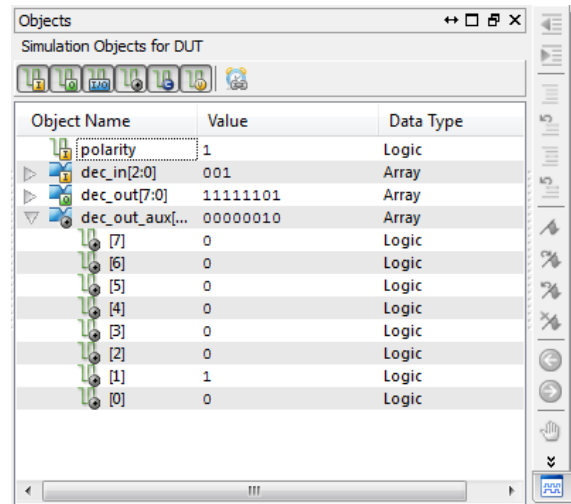 Objects
Simulation Objects for DUT
I O I/O C V
Object Name Value Data Type
polarity 1 Logic
dec_in[2:0] 001 Array
dec_out[7:0] 11111101 Array
dec_out_aux[... 00000010 Array
[7] 0 Logic
[6] 0 Logic
[5] 0 Logic
[4] 0 Logic
[3] 0 Logic
[2] 0 Logic
[1] 1 Logic
[0] 0 Logic